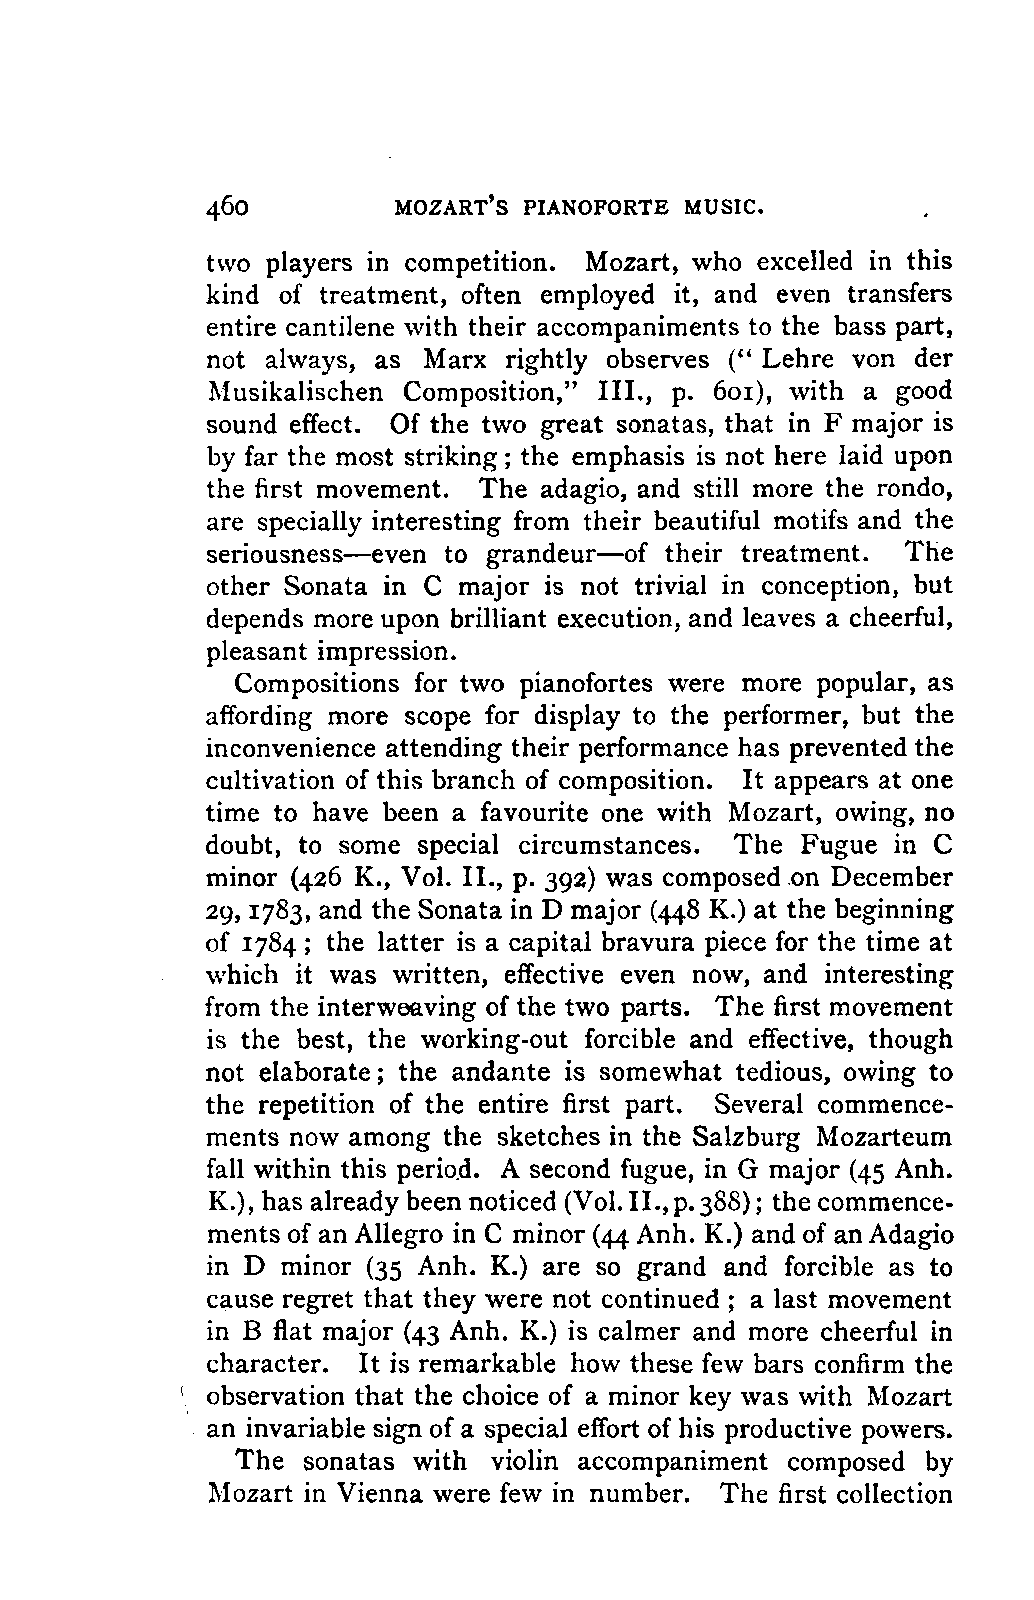 460 MOZART'S PIANOFORTE MUSIC.
two players in competition. Mozart, who excelled in this
kind of treatment, often employed it, and even transfers
entire cantilene with their accompaniments to the bass part,
not always, as Marx rightly observes (“ Lehre von der
Musikalischen Composition,” III., p. 601), with a good
sound effect. Of the two great sonatas, that in F major is
by far the most striking ; the emphasis is not here laid upon
the first movement. The adagio, and still more the rondo,
are specially interesting from their beautiful motifs and the
seriousness—even to grandeur—of their treatment. The
other Sonata in C major is not trivial in conception, but
depends more upon brilliant execution, and leaves a cheerful,
pleasant impression.
Compositions for two pianofortes were more popular, as
affording more scope for display to the performer, but the
inconvenience attending their performance has prevented the
cultivation of this branch of composition. It appears at one
time to have been a favourite one with Mozart, owing, no
doubt, to some special circumstances. The Fugue in C
minor (426 K., Vol. II., p. 392) was composed on December
29, 1783, and the Sonata in D major (448 K.) at the beginning
of 1784 ; the latter is a capital bravura piece for the time at
which it was written, effective even now, and interesting
from the interweaving of the two parts. The first movement
is the best, the working-out forcible and effective, though
not elaborate ; the andante is somewhat tedious, owing to
the repetition of the entire first part. Several commence-
ments now among the sketches in the Salzburg Mozarteum
fall within this period. A second fugue, in G major (45 Anh.
K.), has already been noticed (Vol. II., p. 388) ; the commence-
ments of an Allegro in C minor (44 Anh. K.) and of an Adagio
in D minor (35 Anh. K.) are so grand and forcible as to
cause regret that they were not continued ; a last movement
in B flat major (43 Anh. K.) is calmer and more cheerful in
character. It is remarkable how these few bars confirm the
observation that the choice of a minor key was with Mozart
an invariable sign of a special effort of his productive powers.
The sonatas with violin accompaniment composed by
Mozart in Vienna were few in number. The first collection